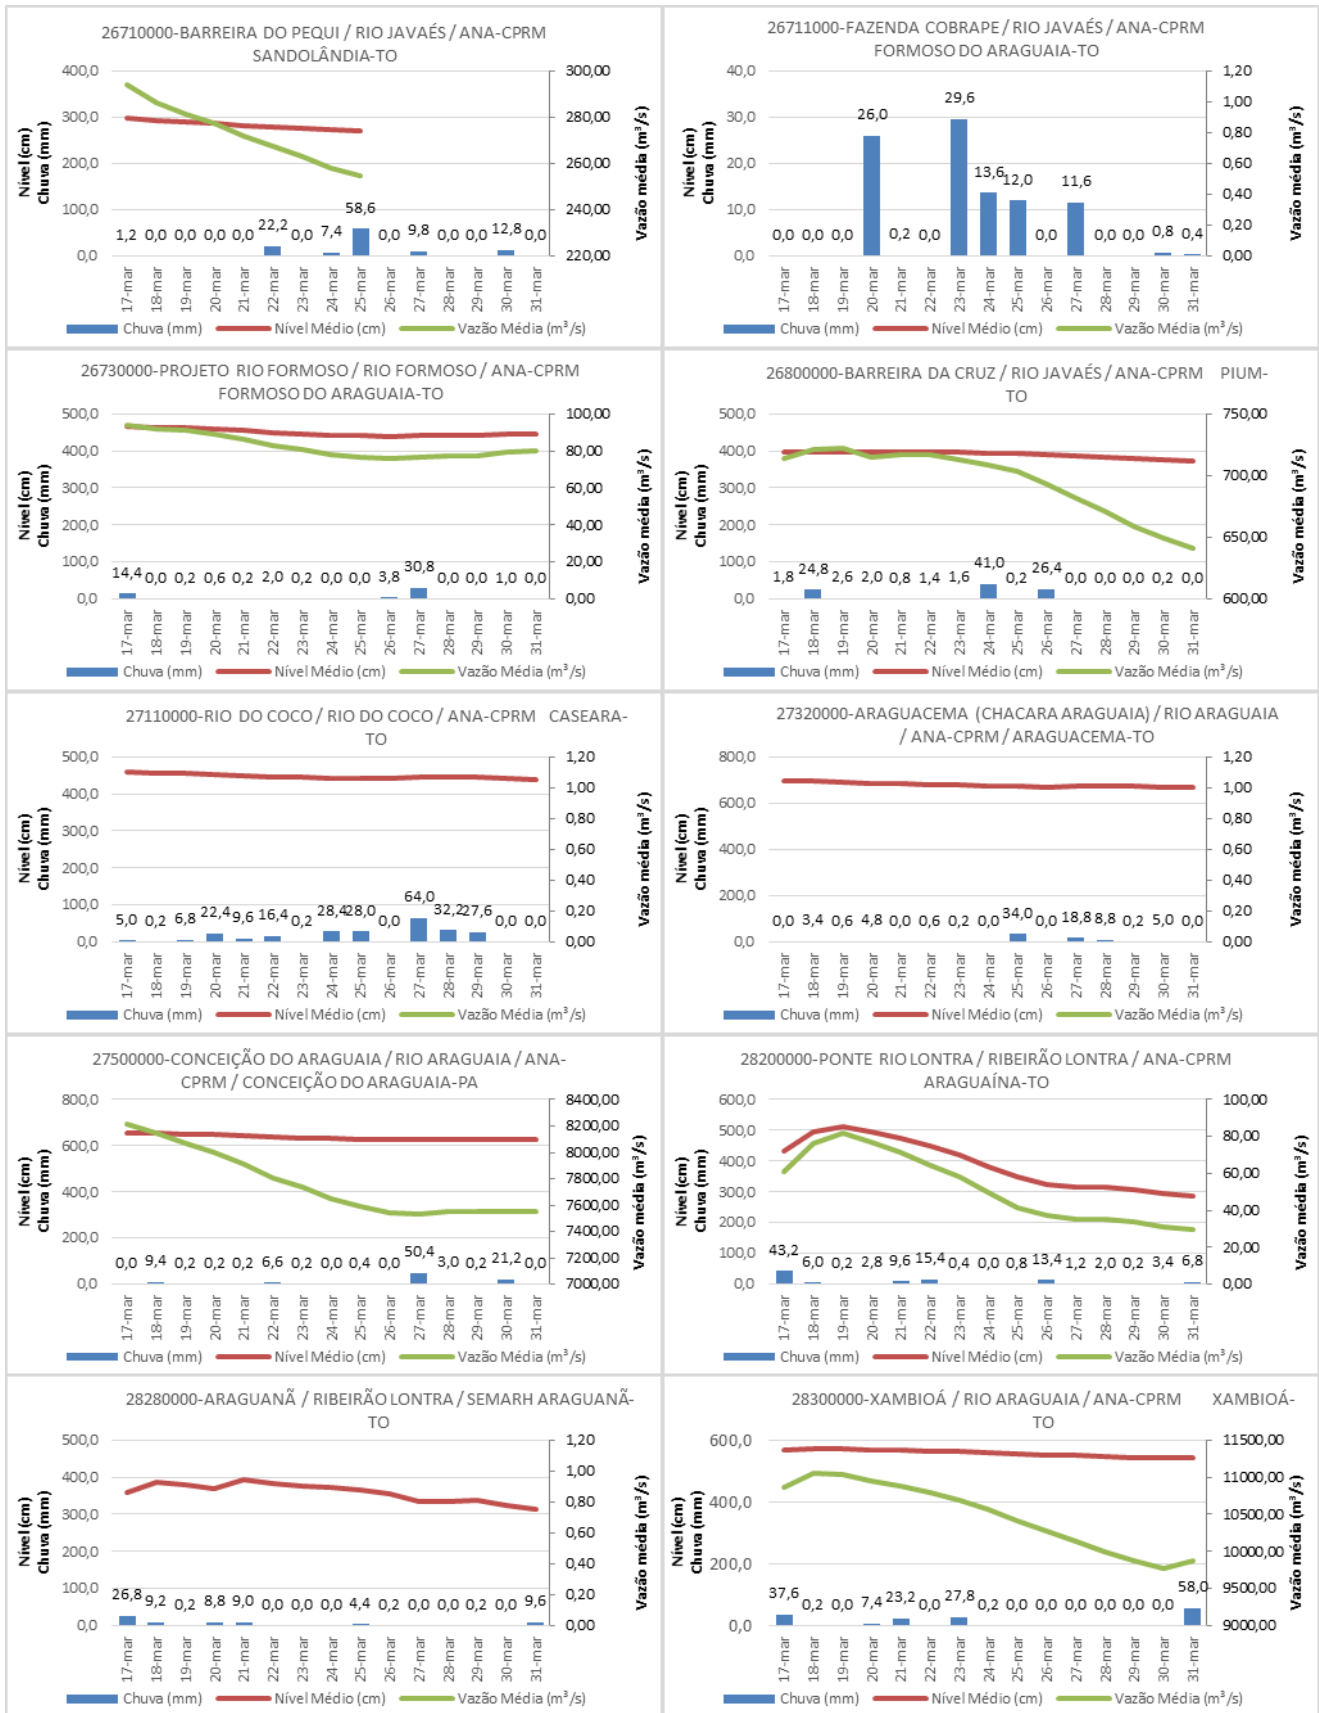 26710000-BARREIRA DO PEQUI / RIO JAVAÉS / ANA-CPRM
SANDOLÂNDIA-TO
400,0 300,00
300,0 280,00
200,0 260,00
100,0 240,00
0,0 220,00
Nível (cm)
Chuva (mm)
Vazão média (m³/s)
1,2 0,0 0,0 0,0 0,0 22,2 0,0 7,4 58,6 0,0 9,8 0,0 0,0 12,8 0,0
17-mar 18-mar 19-mar 20-mar 21-mar 22-mar 23-mar 24-mar 25-mar 26-mar 27-mar 28-mar 29-mar 30-mar 31-mar
Chuva (mm) Nível Médio (cm) Vazão Média (m³/s)
26711000-FAZENDA COBRAPE / RIO JAVAÉS / ANA-CPRM
FORMOSO DO ARAGUAIA-TO
40,0 30,0 20,0 10,0 0,0
1,20 1,00 0,80 0,60 0,40 0,20 0,00
Nível (cm)
Chuva (mm)
Vazão média (m³/s)
0,0 0,0 0,0 26,0 0,2 0,0 29,6 13,6 12,0 0,0 11,6 0,0 0,0 0,8 0,4
17-mar 18-mar 19-mar 20-mar 21-mar 22-mar 23-mar 24-mar 25-mar 26-mar 27-mar 28-mar 29-mar 30-mar 31-mar
Chuva (mm) Nível Médio (cm) Vazão Média (m³/s)
26730000-PROJETO RIO FORMOSO / RIO FORMOSO / ANA-CPRM
FORMOSO DO ARAGUAIA-TO
500,0 400,0 300,0 200,0 100,0 0,0
100,00 80,00 60,00 40,00 20,00 0,00
Nível (cm)
Chuva (mm)
Vazão média (m³/s)
14,4 0,0 0,2 0,6 0,2 2,0 0,2 0,0 0,0 3,8 30,8 0,0 0,0 1,0 0,0
17-mar 18-mar 19-mar 20-mar 21-mar 22-mar 23-mar 24-mar 25-mar 26-mar 27-mar 28-mar 29-mar 30-mar 31-mar
Chuva (mm) Nível Médio (cm) Vazão Média (m³/s)
26800000-BARREIRA DA CRUZ / RIO JAVAÉS / ANA-CPRM PIUM-
TO
500,0 400,0 300,0 200,0 100,0 0,0
750,00 700,00 650,00 600,00
Nível (cm)
Chuva (mm)
Vazão média (m³/s)
1,8 24,8 2,6 2,0 0,8 1,4 1,6 41,0 0,2 26,4 0,0 0,0 0,0 0,2 0,0
17-mar 18-mar 19-mar 20-mar 21-mar 22-mar 23-mar 24-mar 25-mar 26-mar 27-mar 28-mar 29-mar 30-mar 31-mar
Chuva (mm) Nível Médio (cm) Vazão Média (m³/s)
27110000-RIO DO COCO / RIO DO COCO / ANA-CPRM CASEARA-
TO
500,0 400,0 300,0 200,0 100,0 0,0
1,20 1,00 0,80 0,60 0,40 0,20 0,00
Nível (cm)
Chuva (mm)
Vazão média (m³/s)
5,0 0,2 6,8 22,4 9,6 16,4 0,2 28,4 28,0 0,0 64,0 32,2 27,6 0,0 0,0
17-mar 18-mar 19-mar 20-mar 21-mar 22-mar 23-mar 24-mar 25-mar 26-mar 27-mar 28-mar 29-mar 30-mar 31-mar
Chuva (mm) Nível Médio (cm) Vazão Média (m³/s)
27320000-ARAGUACEMA (CHACARA ARAGUAIA) / RIO ARAGUAIA
/ ANA-CPRM / ARAGUACEMA-TO
800,0 600,0 400,0 200,0 0,0
1,20 1,00 0,80 0,60 0,40 0,20 0,00
Nível (cm)
Chuva (mm)
Vazão média (m³/s)
0,0 3,4 0,6 4,8 0,0 0,6 0,2 0,0 34,0 0,0 18,8 8,8 0,2 5,0 0,0
17-mar 18-mar 19-mar 20-mar 21-mar 22-mar 23-mar 24-mar 25-mar 26-mar 27-mar 28-mar 29-mar 30-mar 31-mar
Chuva (mm) Nível Médio (cm) Vazão Média (m³/s)
27500000-CONCEIÇÃO DO ARAGUAIA / RIO ARAGUAIA / ANA-
CPRM / CONCEIÇÃO DO ARAGUAIA-PA
800,0 600,0 400,0 200,0 0,0
8400,00 8200,00 8000,00 7800,00 7600,00 7400,00 7200,00 7000,00
Nível (cm)
Chuva (mm)
Vazão média (m³/s)
0,0 9,4 0,2 0,2 0,2 6,6 0,2 0,0 0,4 0,0 50,4 3,0 0,2 21,2 0,0
17-mar 18-mar 19-mar 20-mar 21-mar 22-mar 23-mar 24-mar 25-mar 26-mar 27-mar 28-mar 29-mar 30-mar 31-mar
Chuva (mm) Nível Médio (cm) Vazão Média (m³/s)
28200000-PONTE RIO LONTRA / RIBEIRÃO LONTRA / ANA-CPRM
ARAGUAÍNA-TO
600,0 500,0 400,0 300,0 200,0 100,0 0,0
100,00 80,00 60,00 40,00 20,00 0,00
Nível (cm)
Chuva (mm)
Vazão média (m³/s)
43,2 6,0 0,2 2,8 9,6 15,4 0,4 0,0 0,8 13,4 1,2 2,0 0,2 3,4 6,8
17-mar 18-mar 19-mar 20-mar 21-mar 22-mar 23-mar 24-mar 25-mar 26-mar 27-mar 28-mar 29-mar 30-mar 31-mar
Chuva (mm) Nível Médio (cm) Vazão Média (m³/s)
28280000-ARAGUANÃ / RIBEIRÃO LONTRA / SEMARH ARAGUANÃ-
TO
500,0 400,0 300,0 200,0 100,0 0,0
1,20 1,00 0,80 0,60 0,40 0,20 0,00
Nível (cm)
Chuva (mm)
Vazão média (m³/s)
26,8 9,2 0,2 8,8 9,0 0,0 0,0 0,0 4,4 0,2 0,0 0,0 0,2 0,0 9,6
17-mar 18-mar 19-mar 20-mar 21-mar 22-mar 23-mar 24-mar 25-mar 26-mar 27-mar 28-mar 29-mar 30-mar 31-mar
Chuva (mm) Nível Médio (cm) Vazão Média (m³/s)
28300000-XAMBIOÁ / RIO ARAGUAIA / ANA-CPRM XAMBIOÁ-
TO
600,0 400,0 200,0 0,0
11500,00 11000,00 10500,00 10000,00 9500,00 9000,00
Nível (cm)
Chuva (mm)
Vazão média (m³/s)
37,6 0,2 0,0 7,4 23,2 0,0 27,8 0,2 0,0 0,0 0,0 0,0 0,0 0,0 58,0
17-mar 18-mar 19-mar 20-mar 21-mar 22-mar 23-mar 24-mar 25-mar 26-mar 27-mar 28-mar 29-mar 30-mar 31-mar
Chuva (mm) Nível Médio (cm) Vazão Média (m³/s)